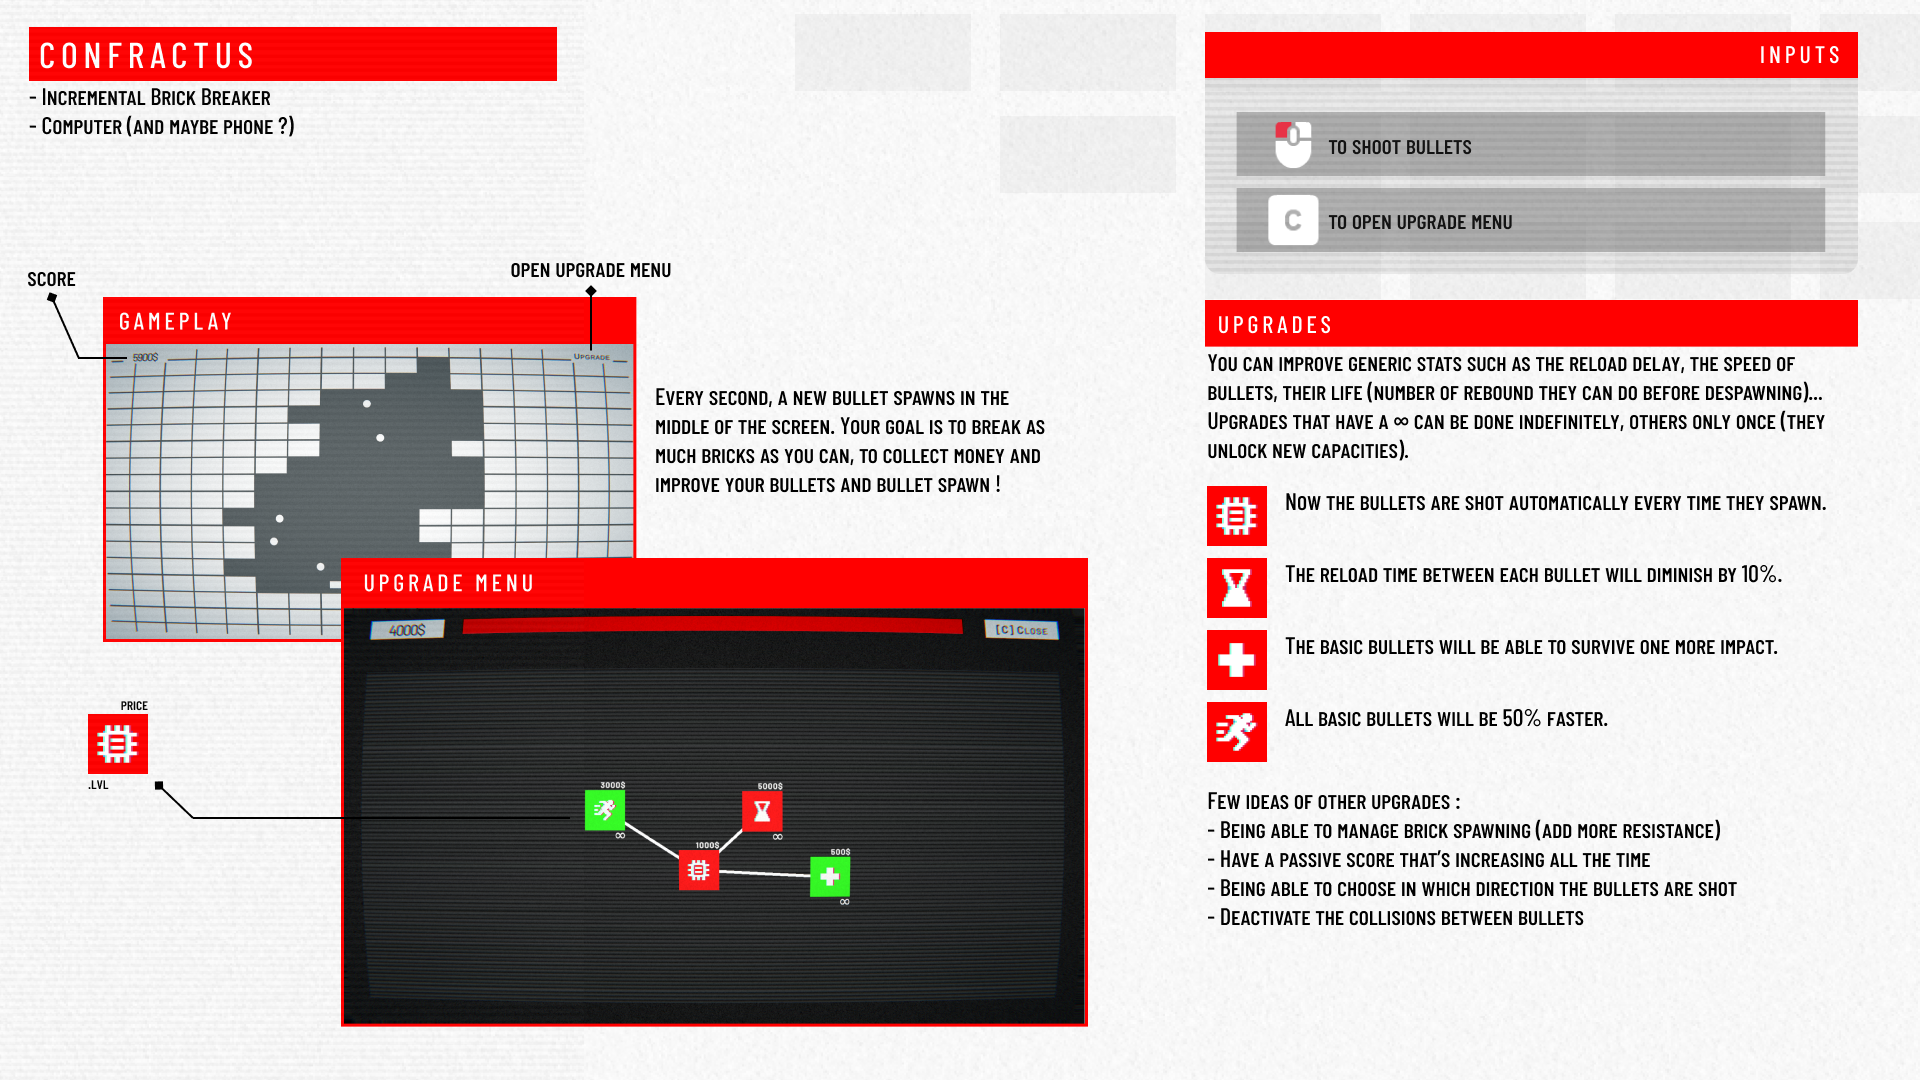 CONFRACTUS
- Incremental Brick Breaker
- Computer (and maybe phone ?)
SCORE
OPEN UPGRADE MENU
GAMEPLAY
5900$
Upgrade
Every second, a new bullet spawns in the
middle of the screen. Your goal is to break as
much bricks as you can, to collect money and
improve your bullets and bullet spawn !
UPGRADE MENU
4000$
[C] Close
3000$
∞
5000$
∞
1000$
500$
∞
PRICE
.LVL
INPUTS
TO SHOOT BULLETS
C
TO OPEN UPGRADE MENU
UPGRADES
You can improve generic stats such as the reload delay, the speed of
bullets, their life (number of rebound they can do before despawning)...
Upgrades that have a ∞ can be done indefinitely, others only once (they
unlock new capacities).
Now the bullets are shot automatically every time they spawn.
The reload time between each bullet will diminish by 10%.
The basic bullets will be able to survive one more impact.
All basic bullets will be 50% faster.
Few ideas of other upgrades :
- Being able to manage brick spawning (add more resistance)
- Have a passive score that's increasing all the time
- Being able to choose in which direction the bullets are shot
- Deactivate the collisions between bullets